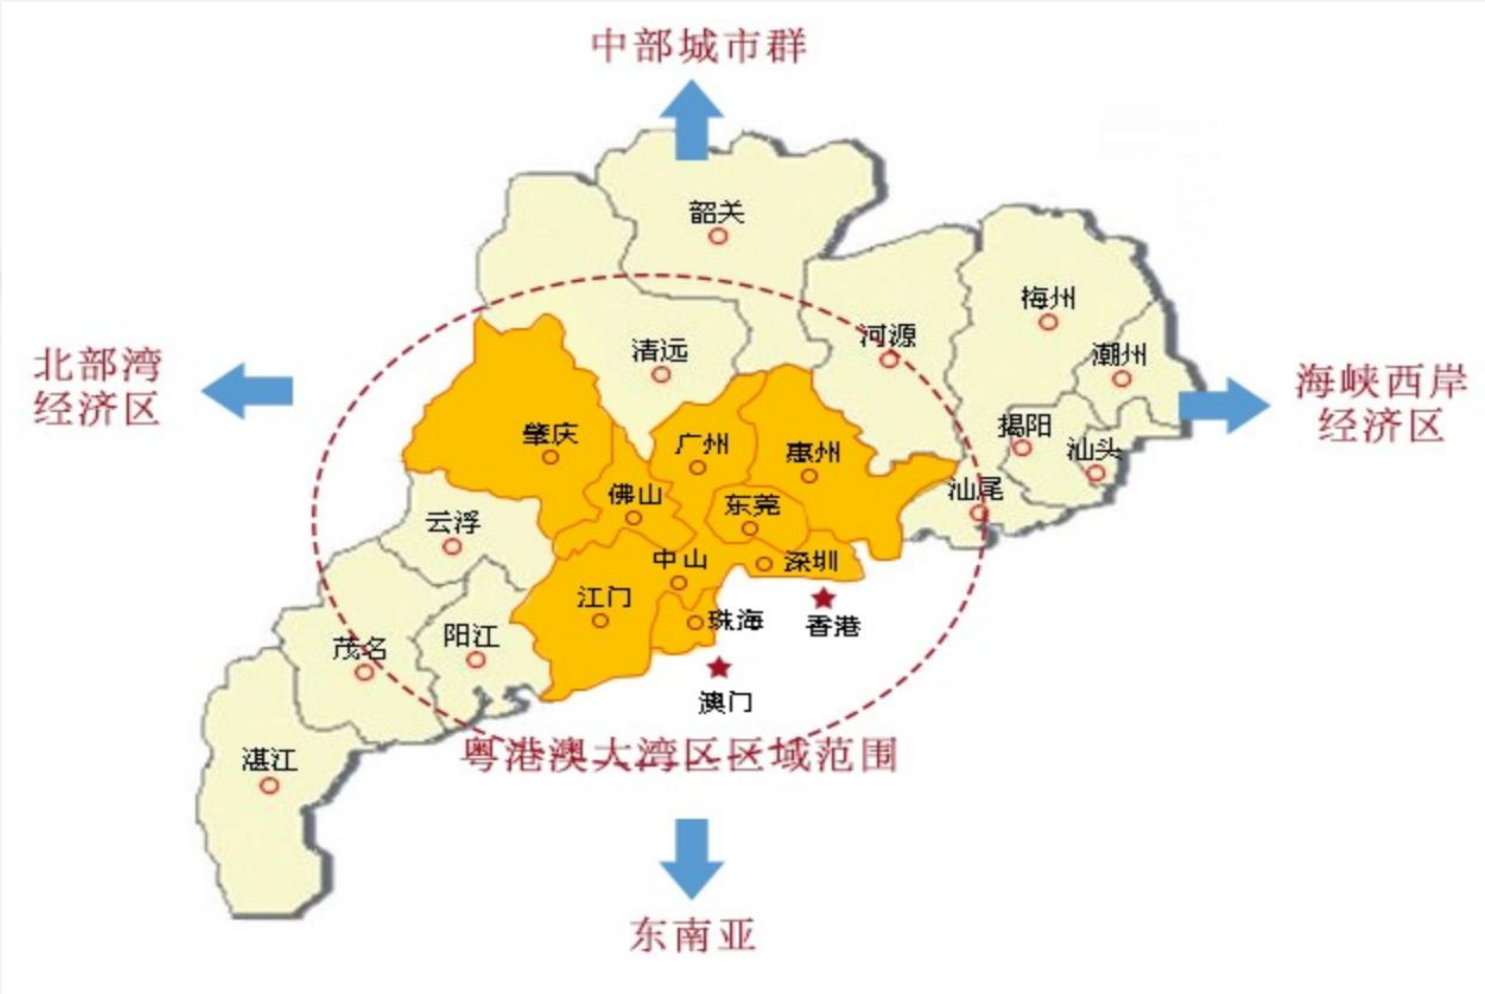 中部城市群
韶关
梅州
河源
清远
潮州
北部湾
经济区
海峡西岸
经济区
肇庆
广州
惠州
揭阳
汕头
佛山
东莞
汕尾
云浮
中山
深圳
江门
珠海
香港
茂名
阳江
澳门
粤港澳大湾区区域范围
湛江
东南亚